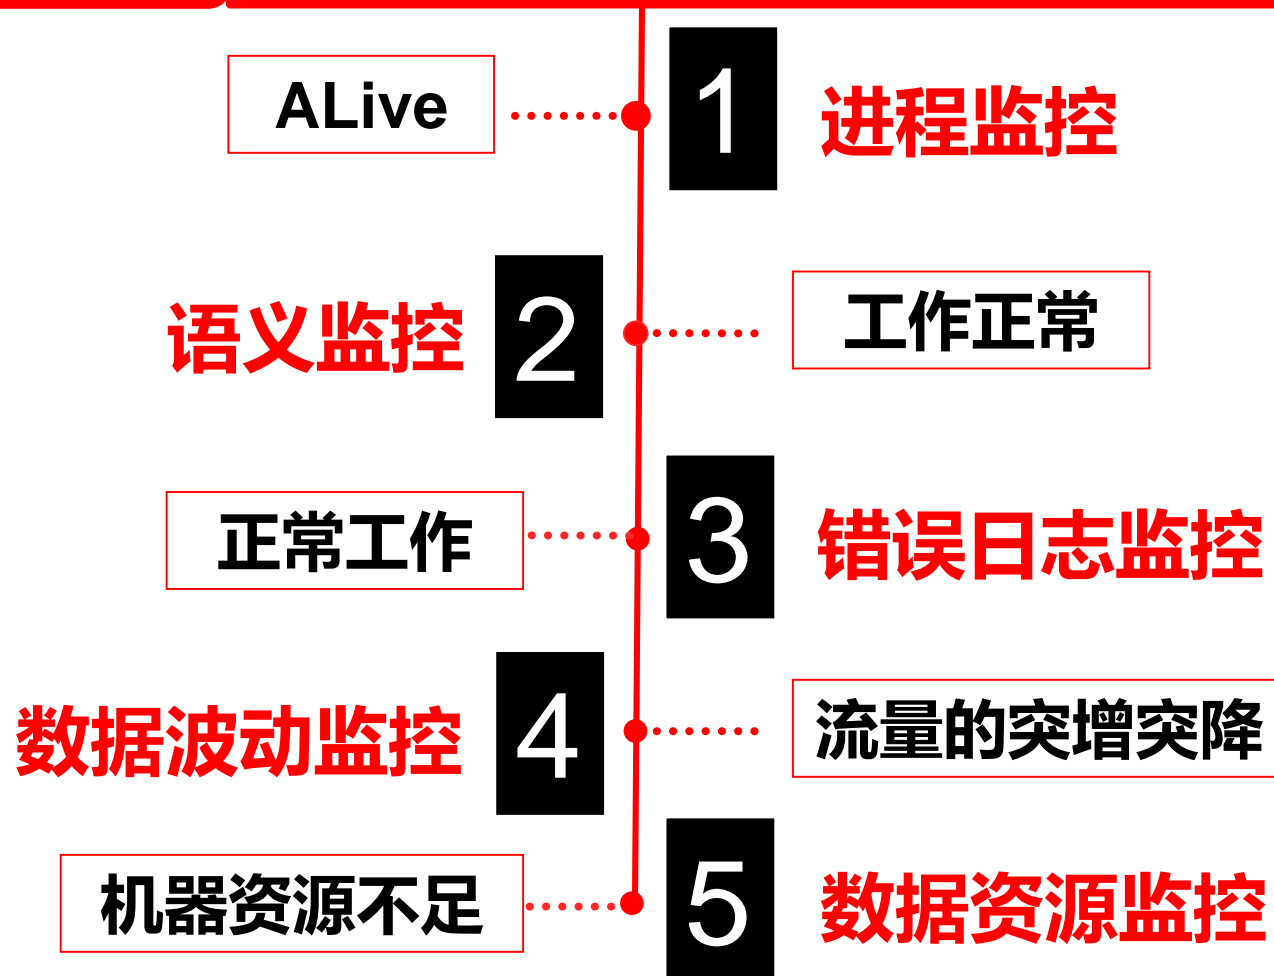 ALive
1
进程监控
语义监控
2
工作正常
正常工作
3
错误日志监控
数据波动监控
4
流量的突增突降
机器资源不足
5
数据资源监控